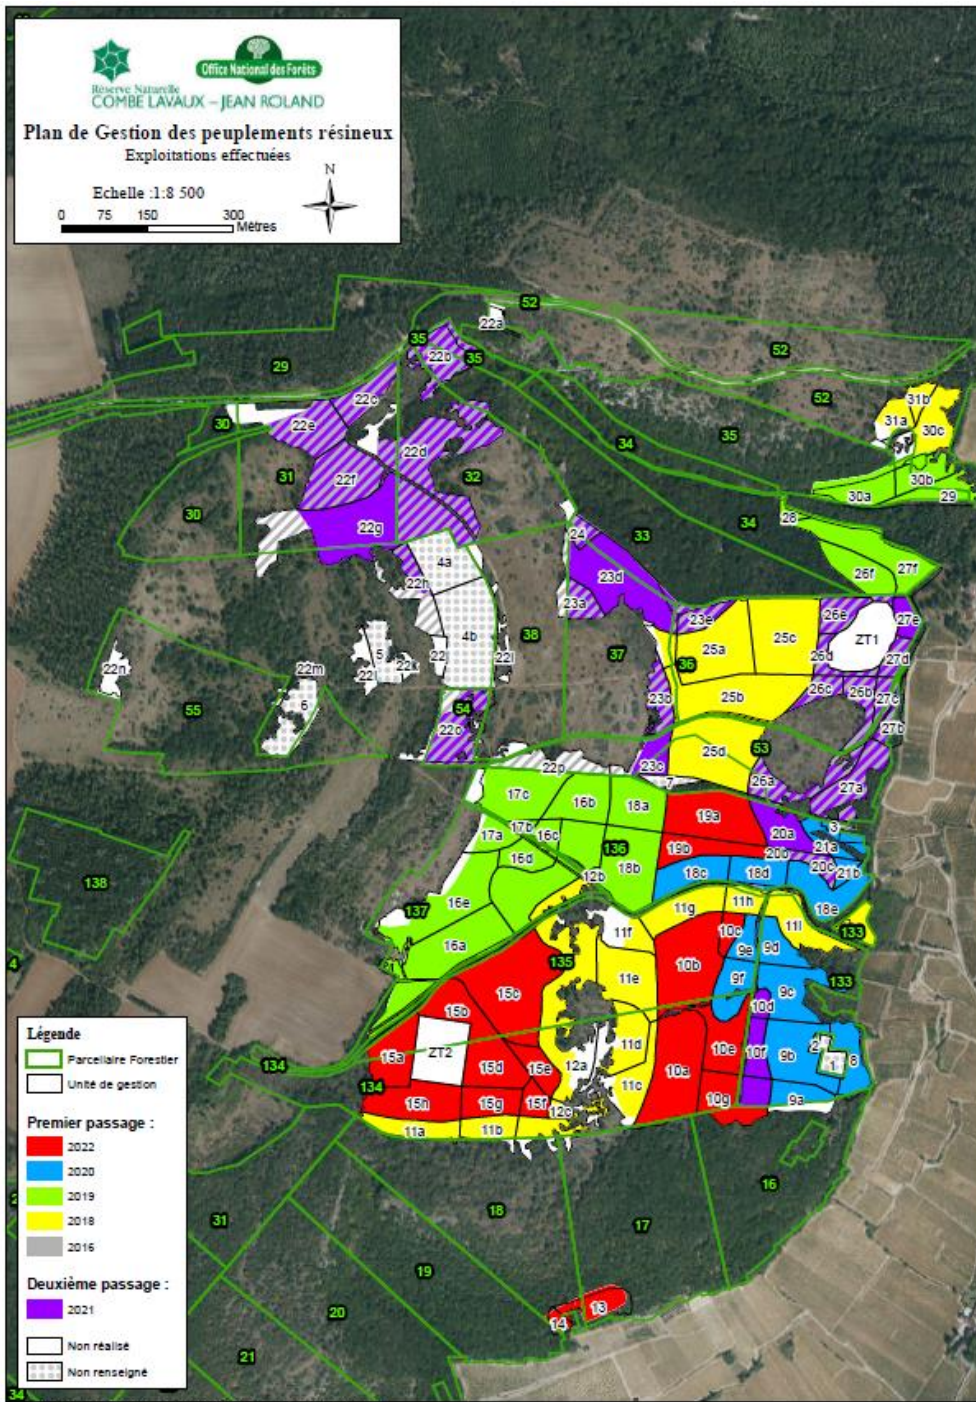 Réserve Naturelle
COMBE LAVAUX – JEAN ROLAND
Office National des Forêts
Plan de Gestion des peuplements résineux
Exploitations effectuées
N
Echelle :1:8 500
0 75 150 300
Mètres
52
22a
35
22b
35
52
29
22c
52
31b
31a
30c
30
22e
22d
34
35
31
22f
32
30b
30a
29
30
22g
34
28
24
33
4a
23d
26f
27f
22h
23a
23e
26e
27e
4b
38
25a
25c
ZT1
5
22i
37
36
26d
27d
22n
22k
22l
22m
25b
26c
26b
27c
55
6
54
27b
25d
53
23c
22p
7
26a
27a
17c
16b
18a
19a
20a
3
17a
17b
16c
136
19b
20b
21a
16d
12b
18b
18c
18d
20c
21b
138
16e
137
11g
11h
18e
16a
11f
10c
11i
133
135
9e
9d
4
15c
11e
10b
9f
133
15b
9c
10d
15a
ZT2
11d
10e
10f
9b
2
8
1
134
15d
15e
12a
134
10a
15h
15g
15f
12c
11c
10g
9a
11a
11b
16
18
17
31
19
20
13
14
21
34
Légende
Parcellaire Forestier
Unité de gestion
Premier passage :
2022
2020
2019
2018
2016
Deuxième passage :
2021
Non réalisé
Non renseigné